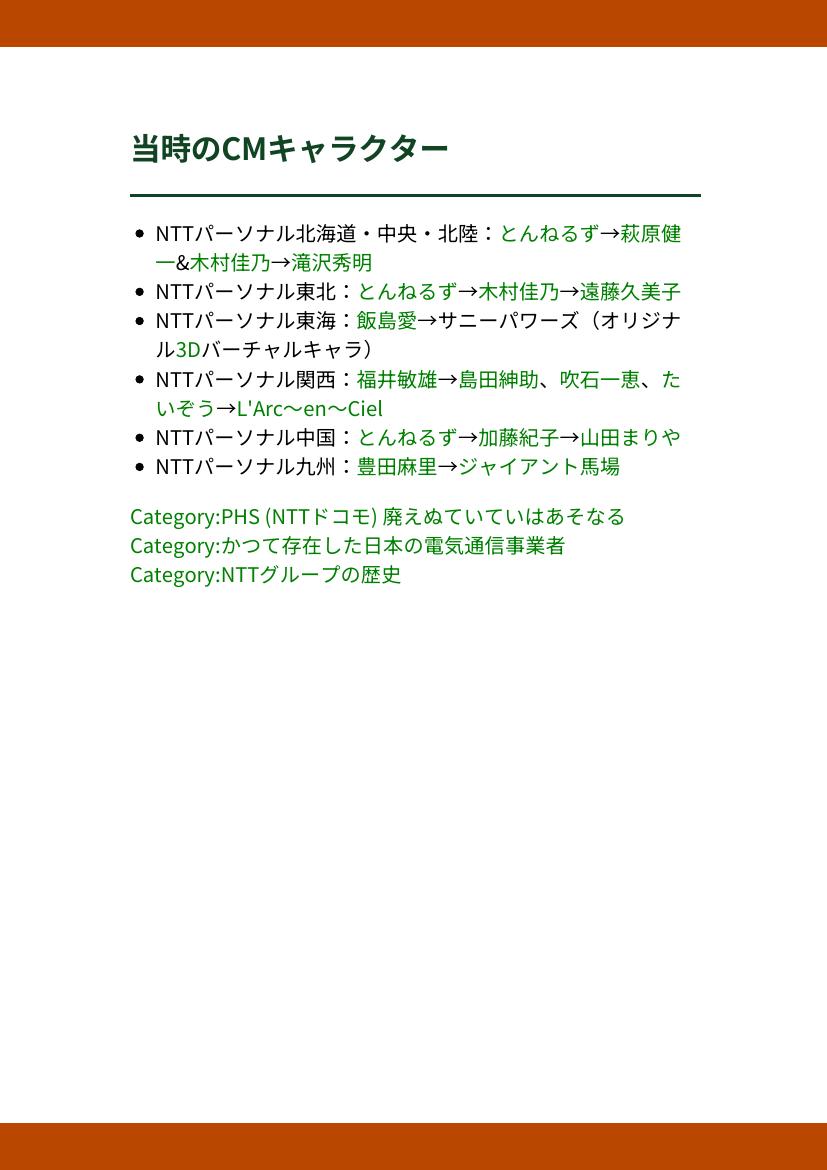 当時のCMキャラクター
NTTパーソナル北海道・中央・北陸：とんねるず→萩原健
一&木村佳乃→滝沢秀明
NTTパーソナル東北：とんねるず→木村佳乃→遠藤久美子
NTTパーソナル東海：飯島愛→サニーパワーズ（オリジナ
ル3Dバーチャルキャラ）
NTTパーソナル関西：福井敏雄→島田紳助、吹石一恵、た
いぞう→L'Arc〜en〜Ciel
NTTパーソナル中国：とんねるず→加藤紀子→山田まりや
NTTパーソナル九州：豊田麻里→ジャイアント馬場
Category:PHS (NTTドコモ) 廃えぬていていはあそなる
Category:かつて存在した日本の電気通信事業者
Category:NTTグループの歴史